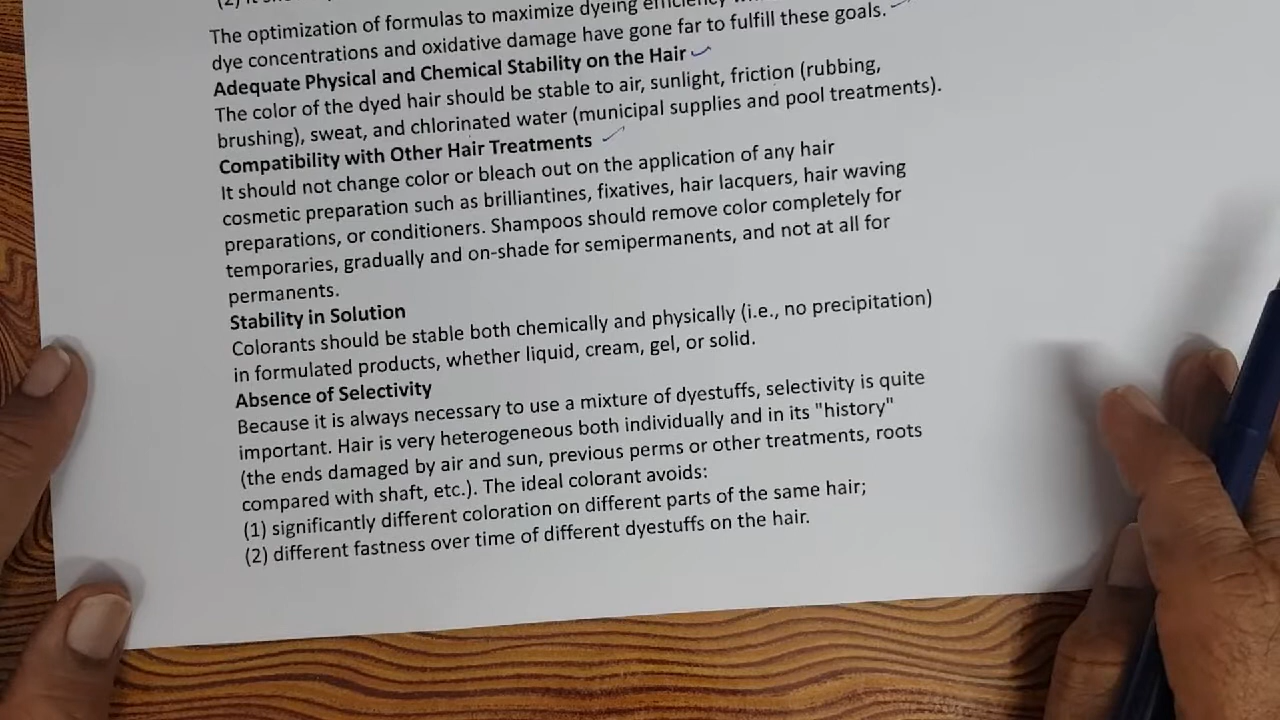 (2) It
The optimization of formulas to maximize dyeing efficiency
dye concentrations and oxidative damage have gone far to fulfill these goals.
Adequate Physical and Chemical Stability on the Hair
The color of the dyed hair should be stable to air, sunlight, friction (rubbing,
brushing), sweat, and chlorinated water (municipal supplies and pool treatments).
Compatibility with Other Hair Treatments
It should not change color or bleach out on the application of any hair
cosmetic preparation such as brilliantines, fixatives, hair lacquers, hair waving
preparations, or conditioners. Shampoos should remove color completely for
temporaries, gradually and on-shade for semipermanents, and not at all for
permanents.
Stability in Solution
Colorants should be stable both chemically and physically (i.e., no precipitation)
in formulated products, whether liquid, cream, gel, or solid.
Absence of Selectivity
Because it is always necessary to use a mixture of dyestuffs, selectivity is quite
important. Hair is very heterogeneous both individually and in its "history"
(the ends damaged by air and sun, previous perms or other treatments, roots
compared with shaft, etc.). The ideal colorant avoids:
(1) significantly different coloration on different parts of the same hair;
(2) different fastness over time of different dyestuffs on the hair.